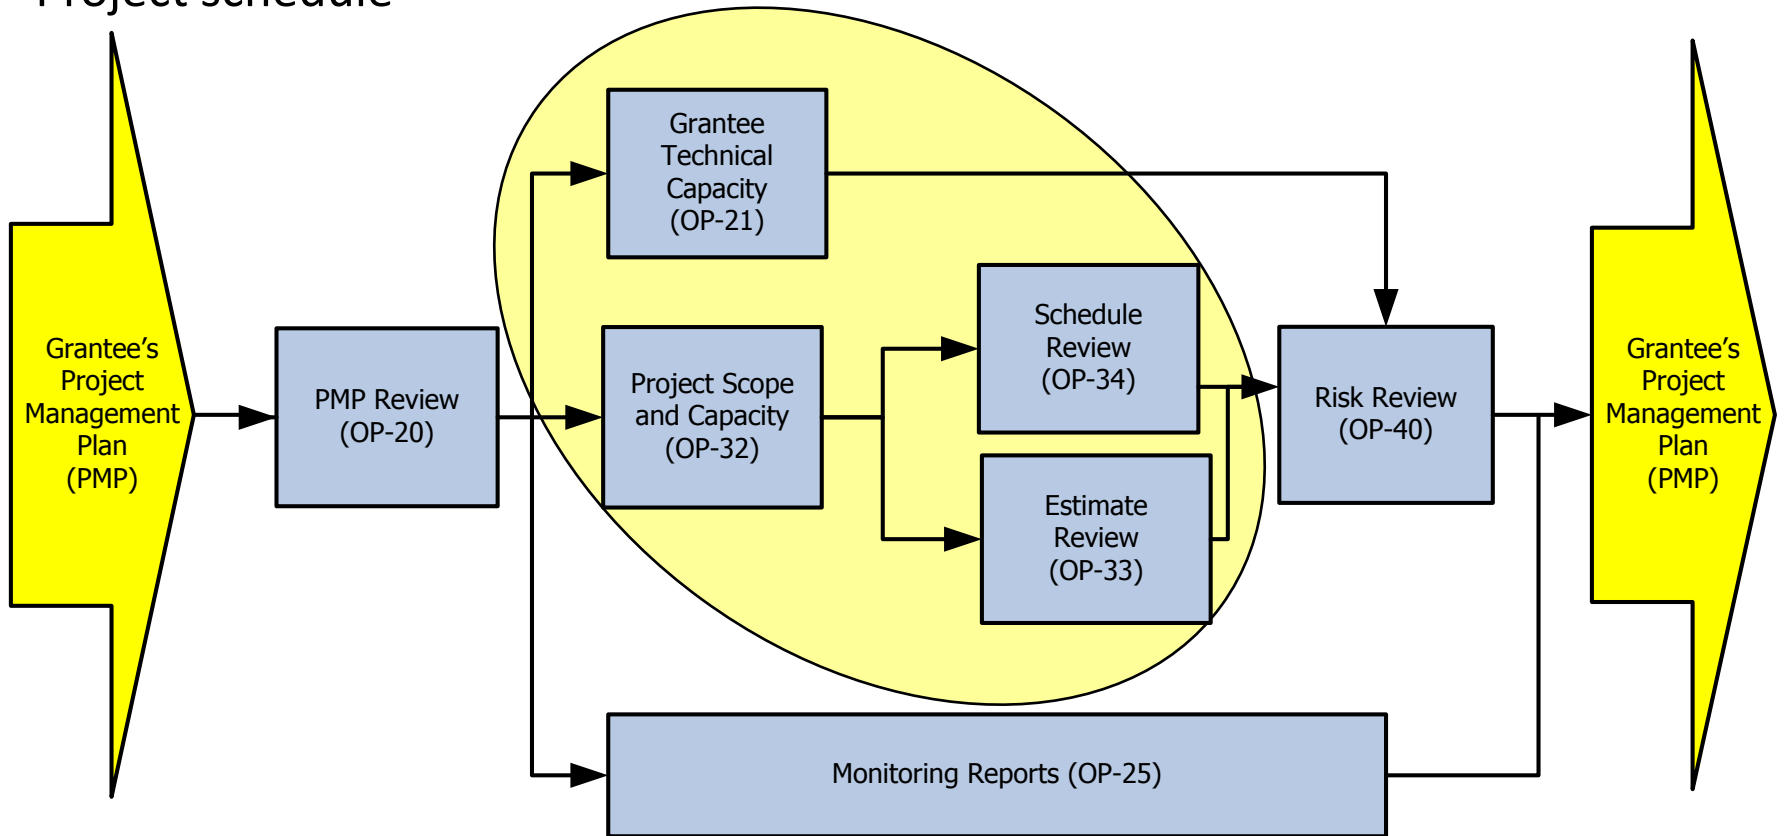 Project schedule
Grantee
Technical
Capacity
(OP-21)
Grantee’s
Project
Management
Plan
(PMP)
PMP Review
(OP-20)
Project Scope
and Capacity
(OP-32)
Schedule
Review
(OP-34)
Estimate
Review
(OP-33)
Risk Review
(OP-40)
Grantee’s
Project
Management
Plan
(PMP)
Monitoring Reports (OP-25)